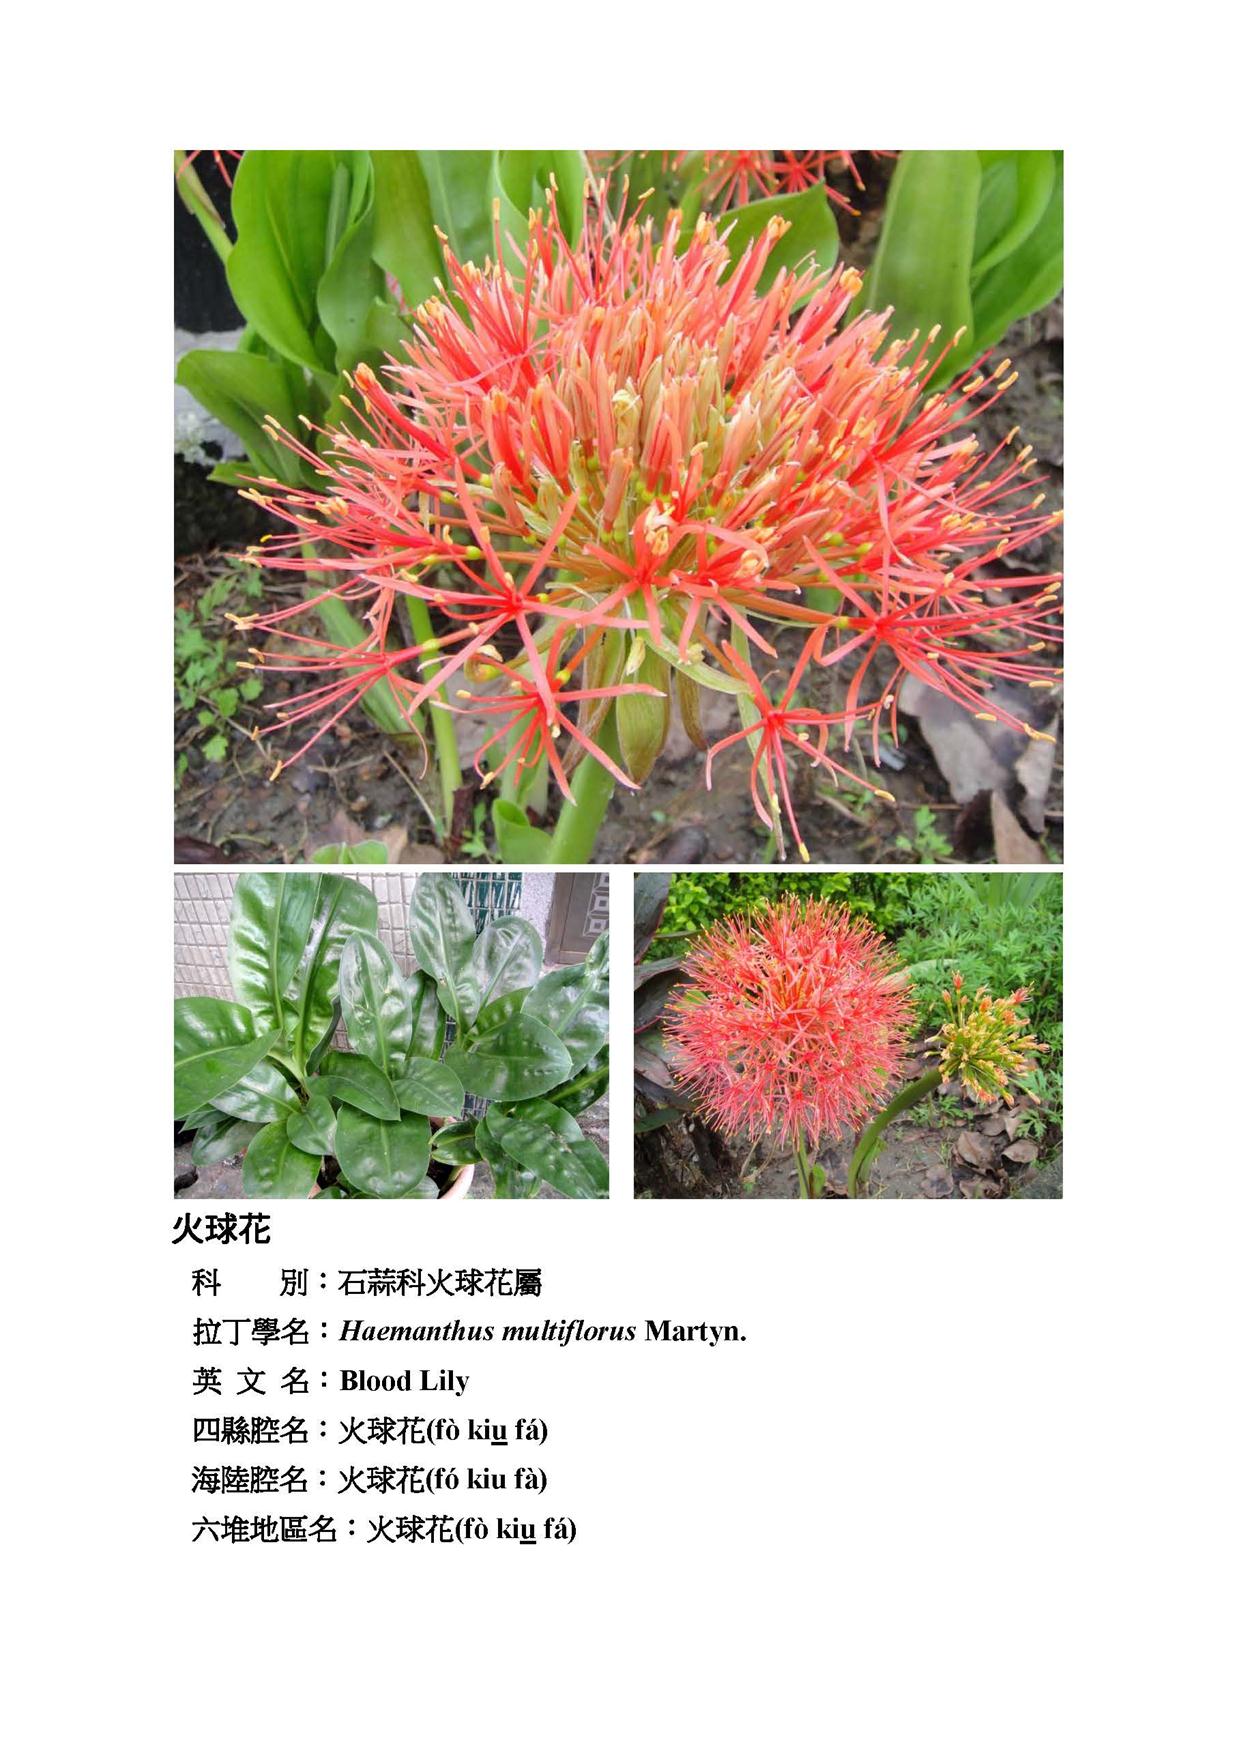 火球花
科　　別：石蒜科火球花屬
拉丁學名：Haemanthus multiflorus Martyn.
英 文 名：Blood Lily
四縣腔名：火球花(fò kiu̲ fá)
海陸腔名：火球花(fó kiu fà)
六堆地區名：火球花(fò kiu̲ fá)